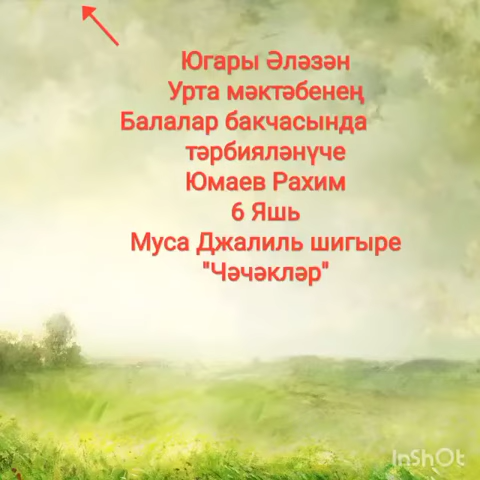 Югары Әләзән
Урта мәктәбенең
Балалар бакчасында
тәрбияләнүче
Юмаев Рахим
6 Яшь
Муса Джалиль шигыре
"Чәчәкләр"
InShOt